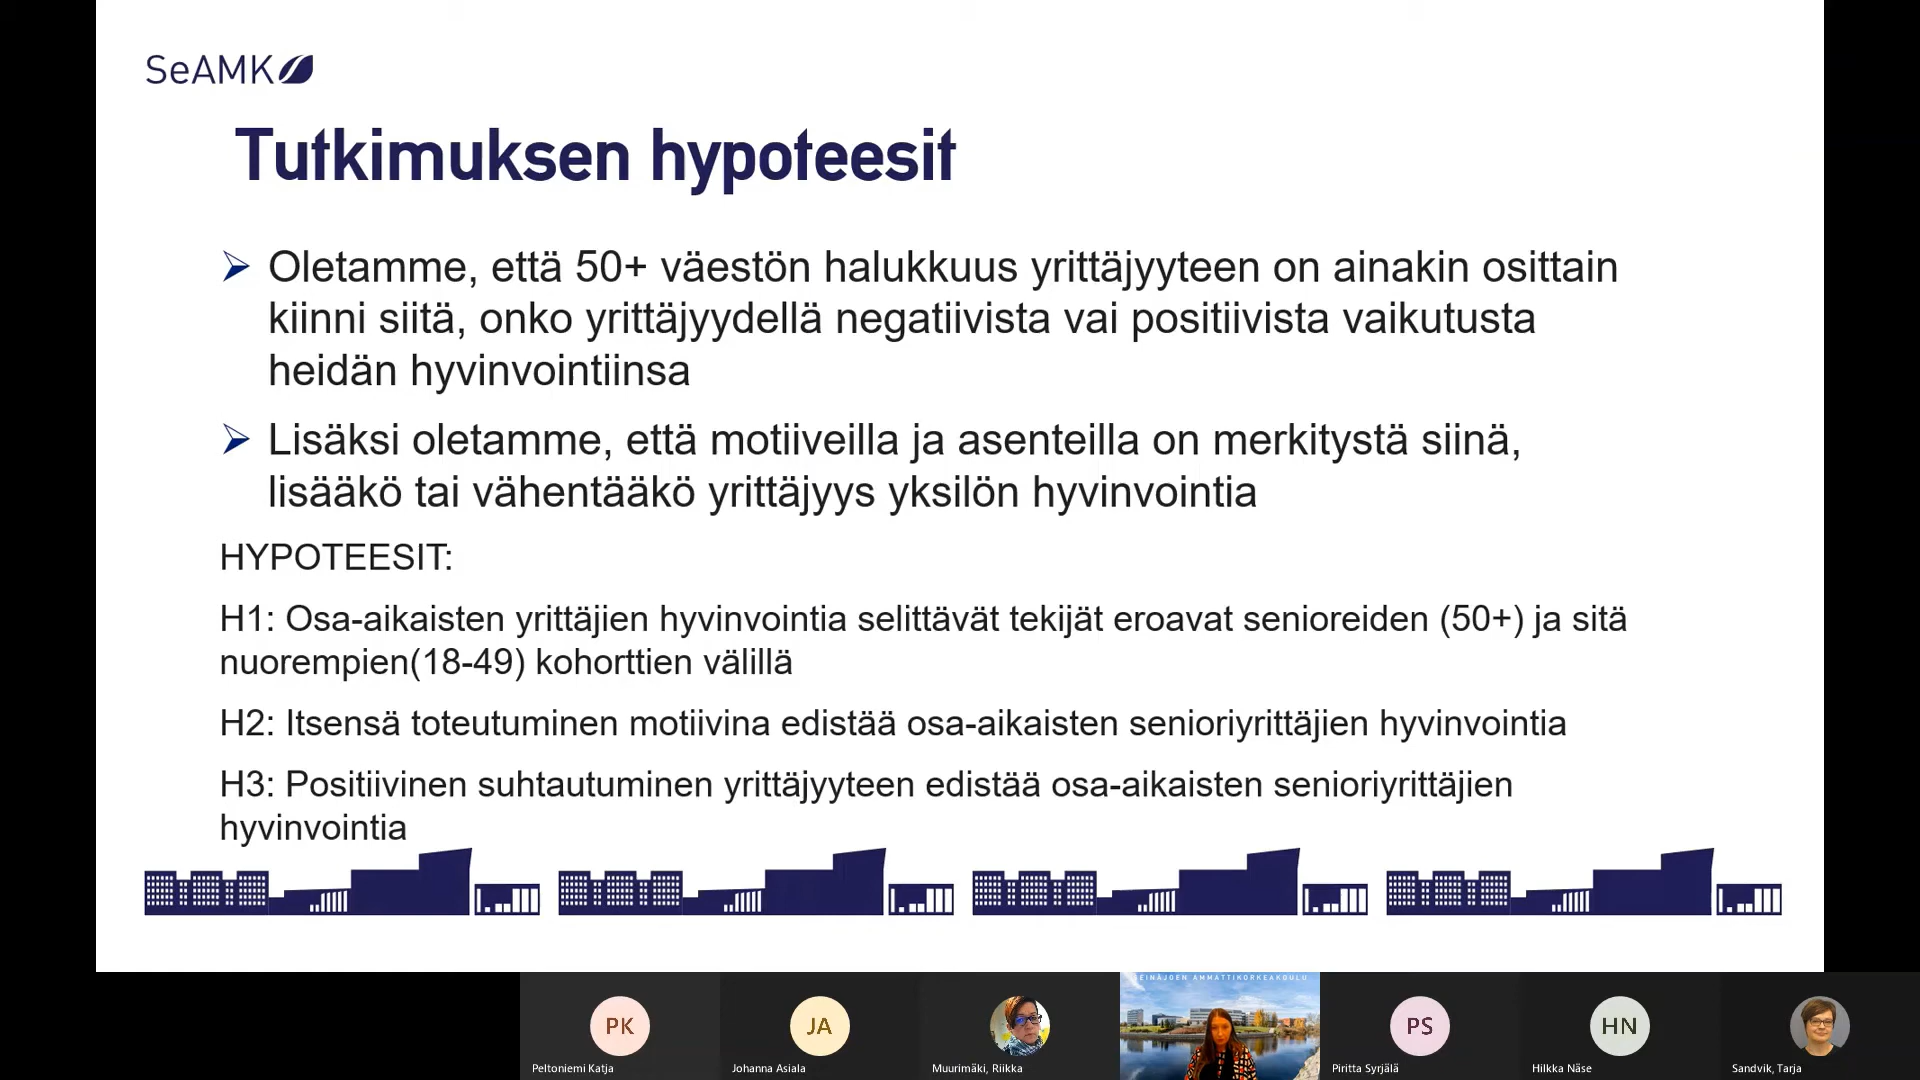 SeAMK
Tutkimuksen hypoteesit
Oletamme, että 50+ väestön halukkuus yrittäjyyteen on ainakin osittain
kiinni siitä, onko yrittäjyydellä negatiivista vai positiivista vaikutusta
heidän hyvinvointiinsa
Lisäksi oletamme, että motiiveilla ja asenteilla on merkitystä siinä,
lisääkö tai vähentääkö yrittäjyys yksilön hyvinvointia
HYPOTEESIT:
H1: Osa-aikaisten yrittäjien hyvinvointia selittävät tekijät eroavat senioreiden (50+) ja sitä
nuorempien(18-49) kohorttien välillä
H2: Itsensä toteutuminen motiivina edistää osa-aikaisten senioriyrittäjien hyvinvointia
H3: Positiivinen suhtautuminen yrittäjyyteen edistää osa-aikaisten senioriyrittäjien
hyvinvointia
EINÄJOEN AMMATTIKORKEAKOULU
PK
JA
PS
HN
Peltoniemi Katja
Johanna Asiala
Muurimäki, Riikka
Piritta Syrjälä
Hilkka Näse
Sandvik, Tarja